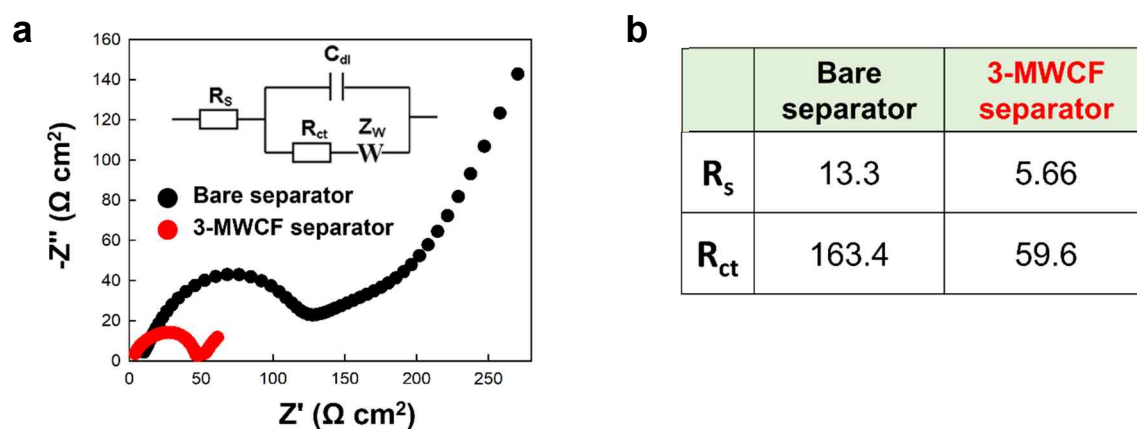 a
160
140
120
100
80
60
40
20
0
-Z'' (Ω cm²)
C_dl
R_S
R_ct
Z_W
W
Bare separator
3-MWCF separator
0 50 100 150 200 250
Z' (Ω cm²)
b
Bare separator 3-MWCF separator
R_s 13.3 5.66
R_ct 163.4 59.6